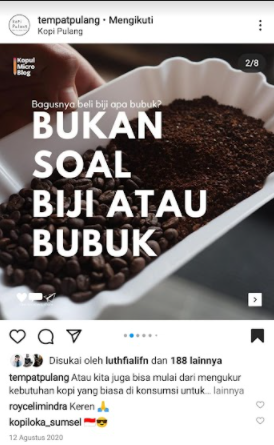 tempatpulang • Mengikuti
Kopi Pulang
Kopul
Micro
Blog
2/8
Bagusnya beli biji apa bubuk?
BUKAN
SOAL
BIJI ATAU
BUBUK
Disukai oleh luthfialifn dan 188 lainnya
tempatpulang Atau kita juga bisa mulai dari mengukur
kebutuhan kopi yang biasa di konsumsi untuk... lainnya
roycelimindra Keren 🙏
kopiloka_sumsel 🇮🇩😎
12 Agustus 2020